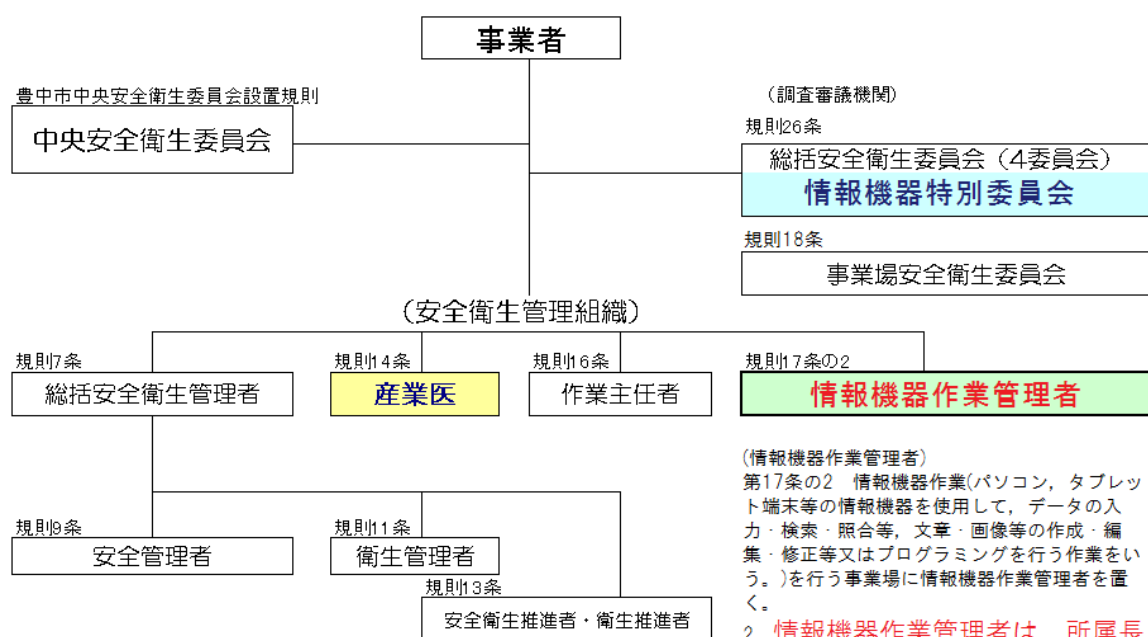 事業者
豊中市中央安全衛生委員会設置規則
中央安全衛生委員会
(調査審議機関)
規則26条
総括安全衛生委員会（4委員会）
情報機器特別委員会
規則18条
事業場安全衛生委員会
(安全衛生管理組織)
規則7条
総括安全衛生管理者
規則14条
産業医
規則16条
作業主任者
規則17条の2
情報機器作業管理者
規則9条
安全管理者
規則11条
衛生管理者
規則13条
安全衛生推進者・衛生推進者
(情報機器作業管理者)
第17条の2　情報機器作業(パソコン，タブレッ
ト端末等の情報機器を使用して，データの入
力・検索・照合等，文章・画像等の作成・編
集・修正等又はプログラミングを行う作業をい
う。)を行う事業場に情報機器作業管理者を置
く。
2　情報機器作業管理者は，所属長